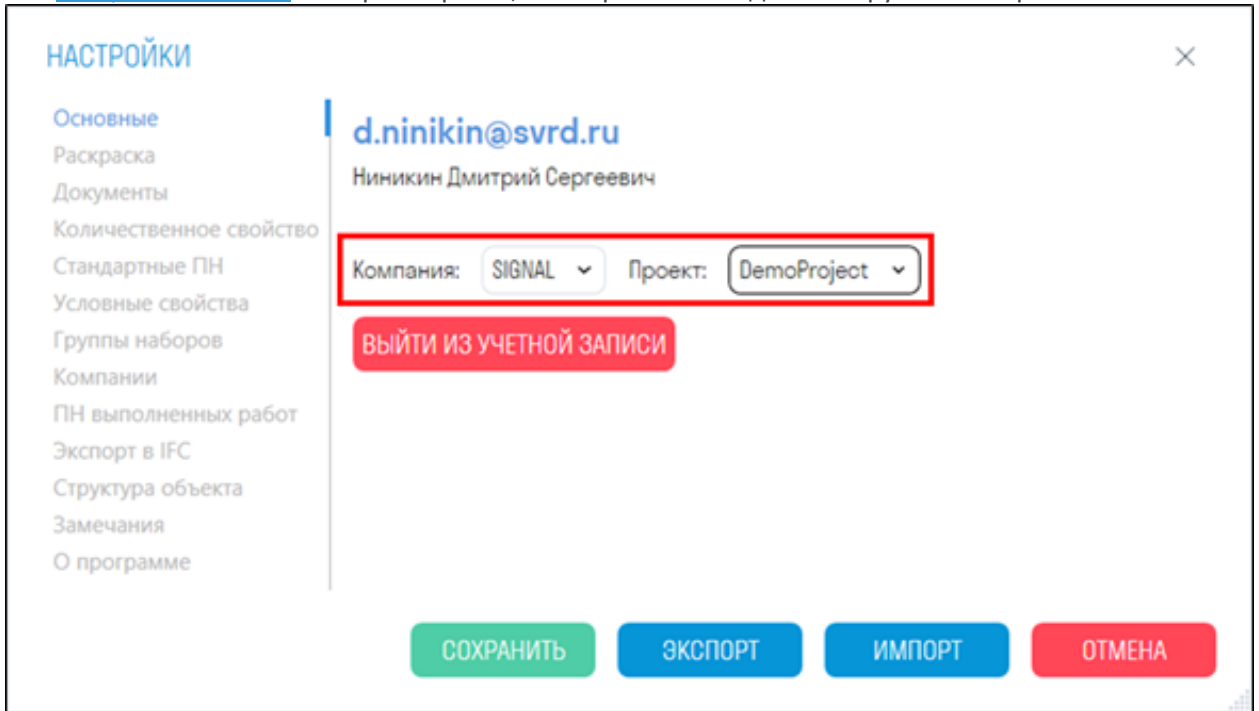 НАСТРОЙКИ
Основные
Раскраска
Документы
Количественное свойство
Стандартные ПН
Условные свойства
Группы наборов
Компании
ПН выполненных работ
Экспорт в IFC
Структура объекта
Замечания
О программе
d.ninikin@svrd.ru
Ниникин Дмитрий Сергеевич
Компания: SIGNAL Проект: DemoProject
ВЫЙТИ ИЗ УЧЕТНОЙ ЗАПИСИ
СОХРАНИТЬ ЭКСПОРТ ИМПОРТ ОТМЕНА